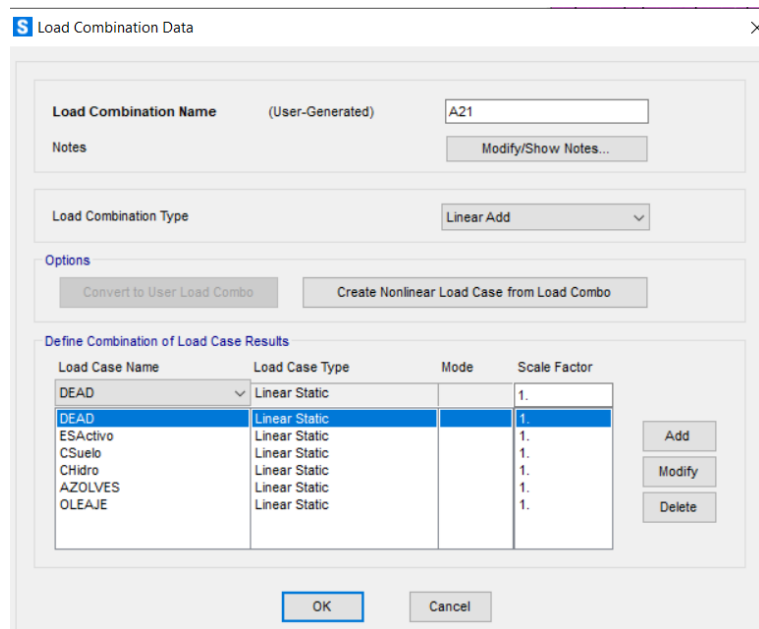 S Load Combination Data
Load Combination Name (User-Generated) A21
Notes Modify/Show Notes...
Load Combination Type Linear Add
Options
Convert to User Load Combo Create Nonlinear Load Case from Load Combo
Define Combination of Load Case Results
Load Case Name Load Case Type Mode Scale Factor
DEAD Linear Static 1.
DEAD Linear Static 1.
ESActivo Linear Static 1.
CSuelo Linear Static 1.
CHidro Linear Static 1.
AZOLVES Linear Static 1.
OLEAJE Linear Static 1.
Add
Modify
Delete
OK Cancel